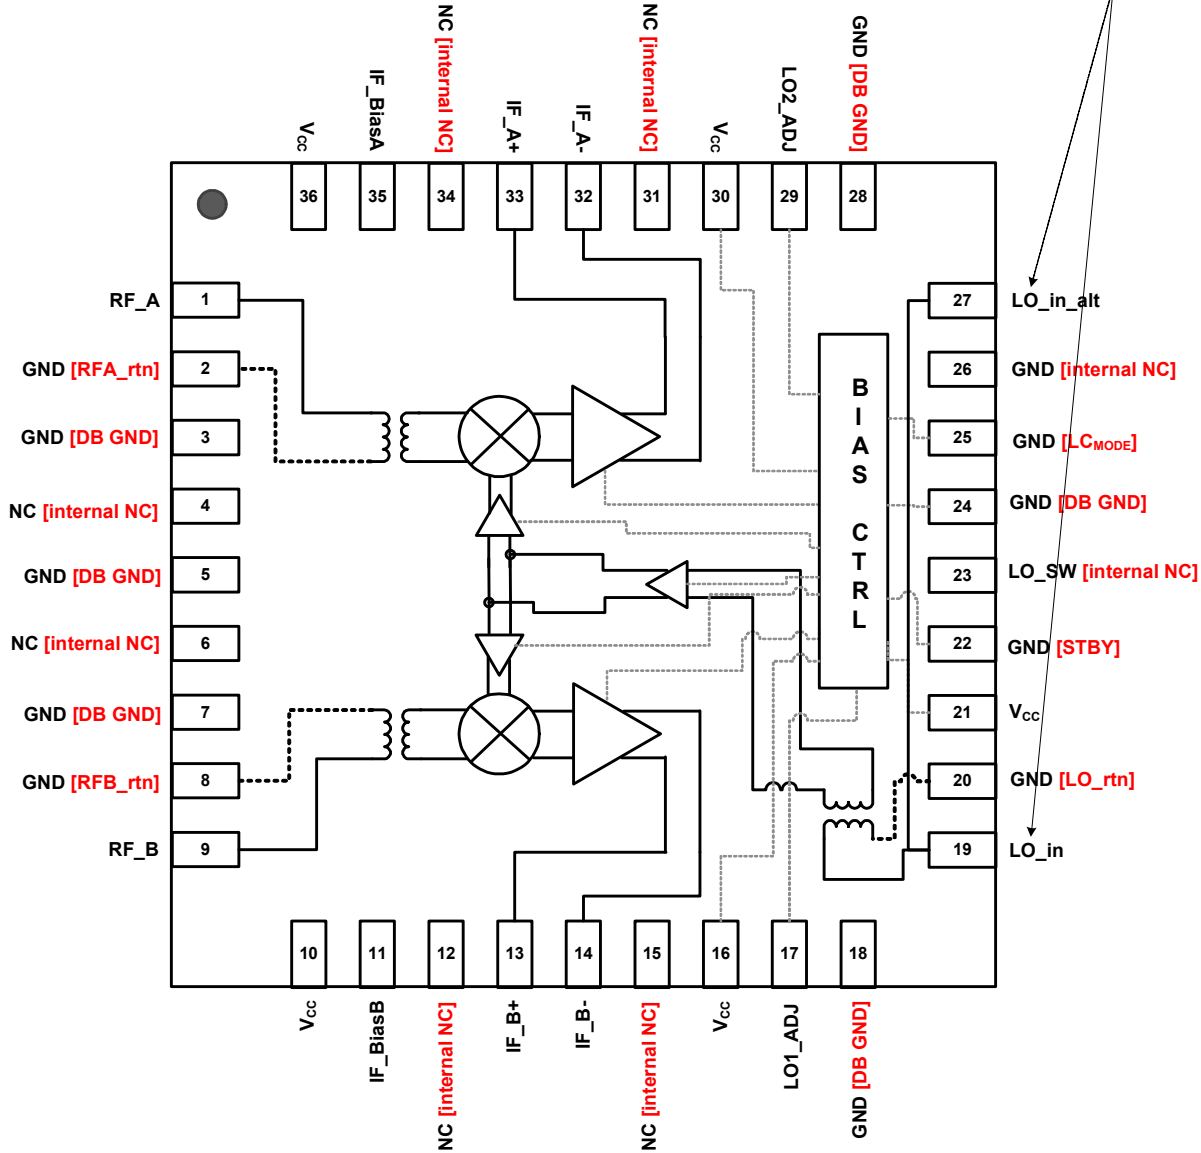 NC [internal NC]
NC [internal NC]
GND [DB GND]
IF_BiasA
IF_A+
IF_A-
LO2_ADJ
VCC
VCC
36
35
34
33
32
31
30
29
28
RF_A
1
27
LO_in_alt
GND [RFA_rtn]
2
26
GND [internal NC]
GND [DB GND]
3
25
GND [LCMODE]
NC [internal NC]
4
24
GND [DB GND]
GND [DB GND]
5
23
LO_SW [internal NC]
NC [internal NC]
6
22
GND [STBY]
GND [DB GND]
7
21
VCC
GND [RFB_rtn]
8
20
GND [LO_rtn]
RF_B
9
19
LO_in
BIAS CTRL
10
11
12
13
14
15
16
17
18
VCC
IF_BiasB
NC [internal NC]
IF_B+
IF_B-
NC [internal NC]
VCC
LO1_ADJ
GND [DB GND]